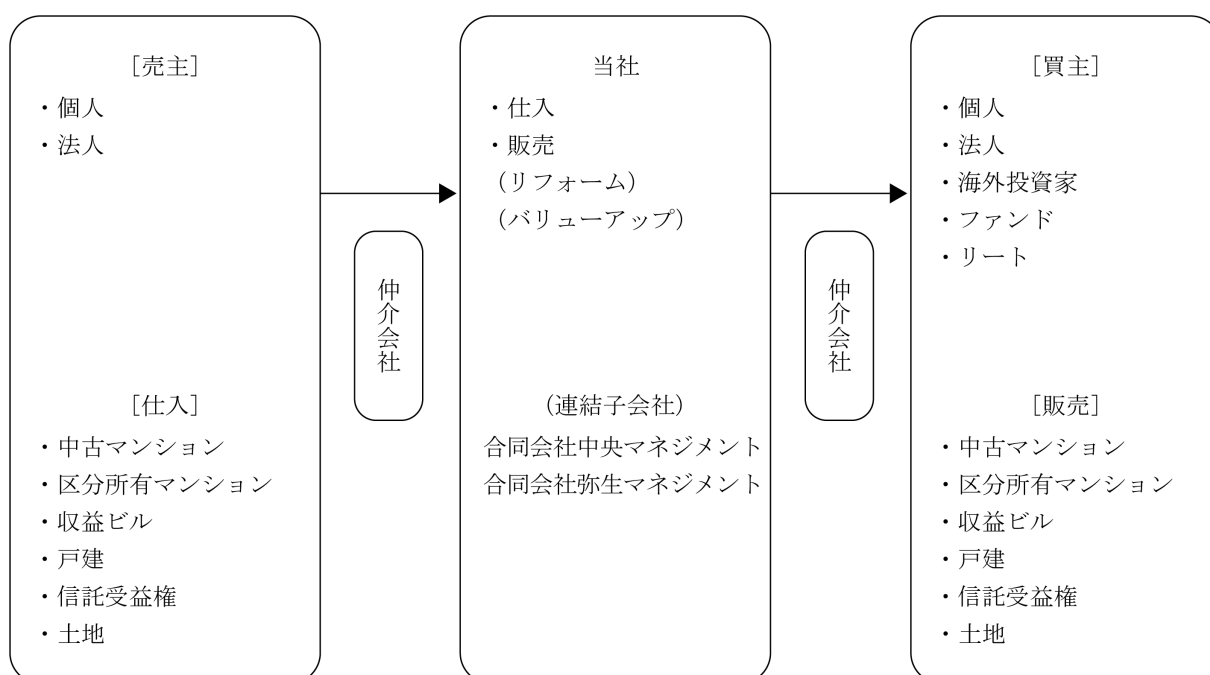 [売主]
・個人
・法人
[仕入]
・中古マンション
・区分所有マンション
・収益ビル
・戸建
・信託受益権
・土地
仲介会社
当社
・仕入
・販売
（リフォーム）
（バリューアップ）
（連結子会社）
合同会社中央マネジメント
合同会社弥生マネジメント
仲介会社
[買主]
・個人
・法人
・海外投資家
・ファンド
・リート
[販売]
・中古マンション
・区分所有マンション
・収益ビル
・戸建
・信託受益権
・土地